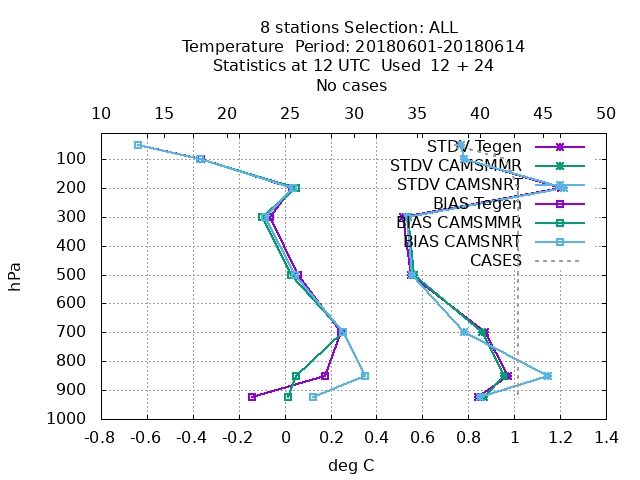 8 stations Selection: ALL
Temperature  Period: 20180601-20180614
Statistics at 12 UTC  Used  12 + 24
No cases
10 15 20 25 30 35 40 45 50
STDV Tegen
STDV CAMSMMR
STDV CAMSNRT
BIAS Tegen
BIAS CAMSMMR
BIAS CAMSNRT
CASES
100
200
300
400
500
600
700
800
900
1000
hPa
-0.8 -0.6 -0.4 -0.2 0 0.2 0.4 0.6 0.8 1 1.2 1.4
deg C